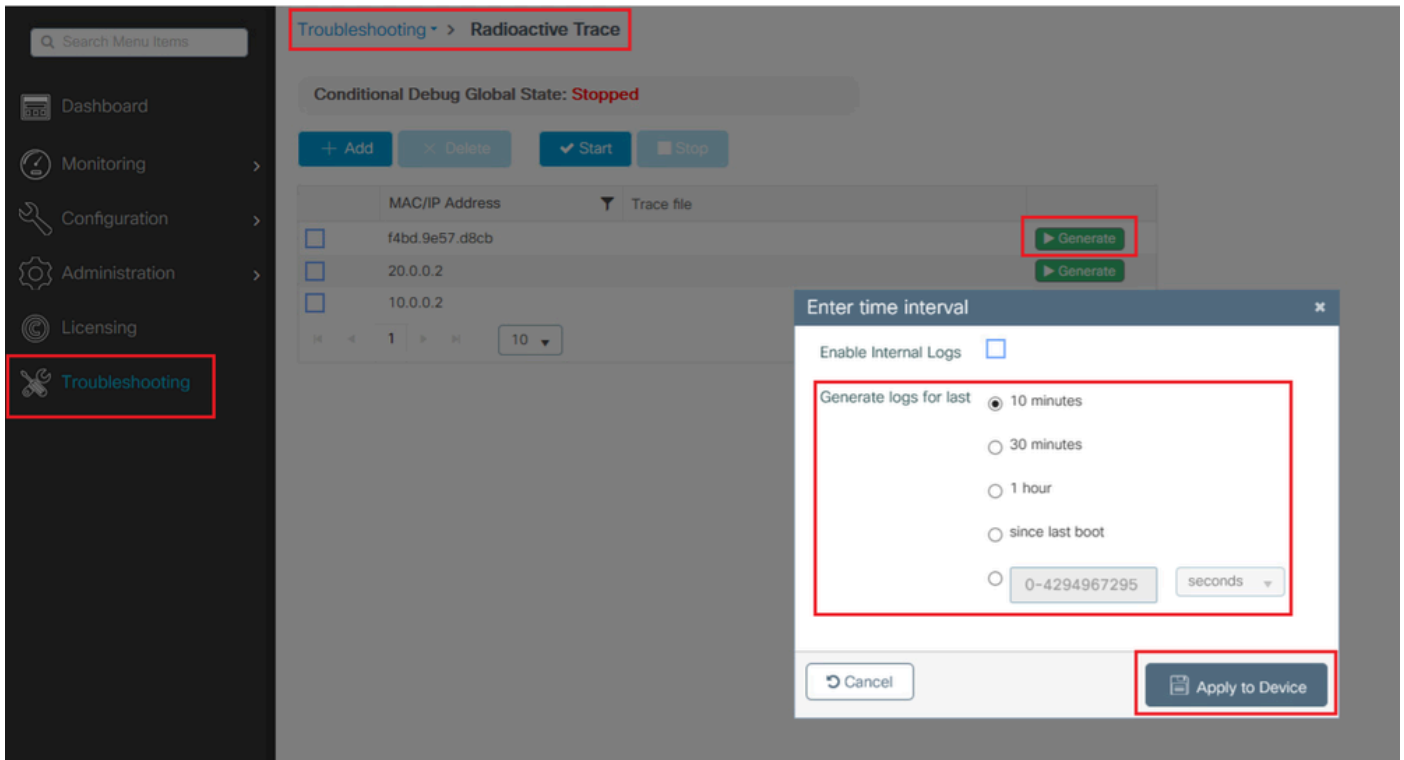 Search Menu Items
Dashboard
Monitoring
Configuration
Administration
Licensing
Troubleshooting
Troubleshooting > Radioactive Trace
Conditional Debug Global State: Stopped
+ Add × Delete ✔ Start Stop
MAC/IP Address Trace file
f4bd.9e57.d8cb Generate
20.0.0.2 Generate
10.0.0.2
1 10
Enter time interval ×
Enable Internal Logs
Generate logs for last 10 minutes
30 minutes
1 hour
since last boot
0-4294967295 seconds
Cancel Apply to Device